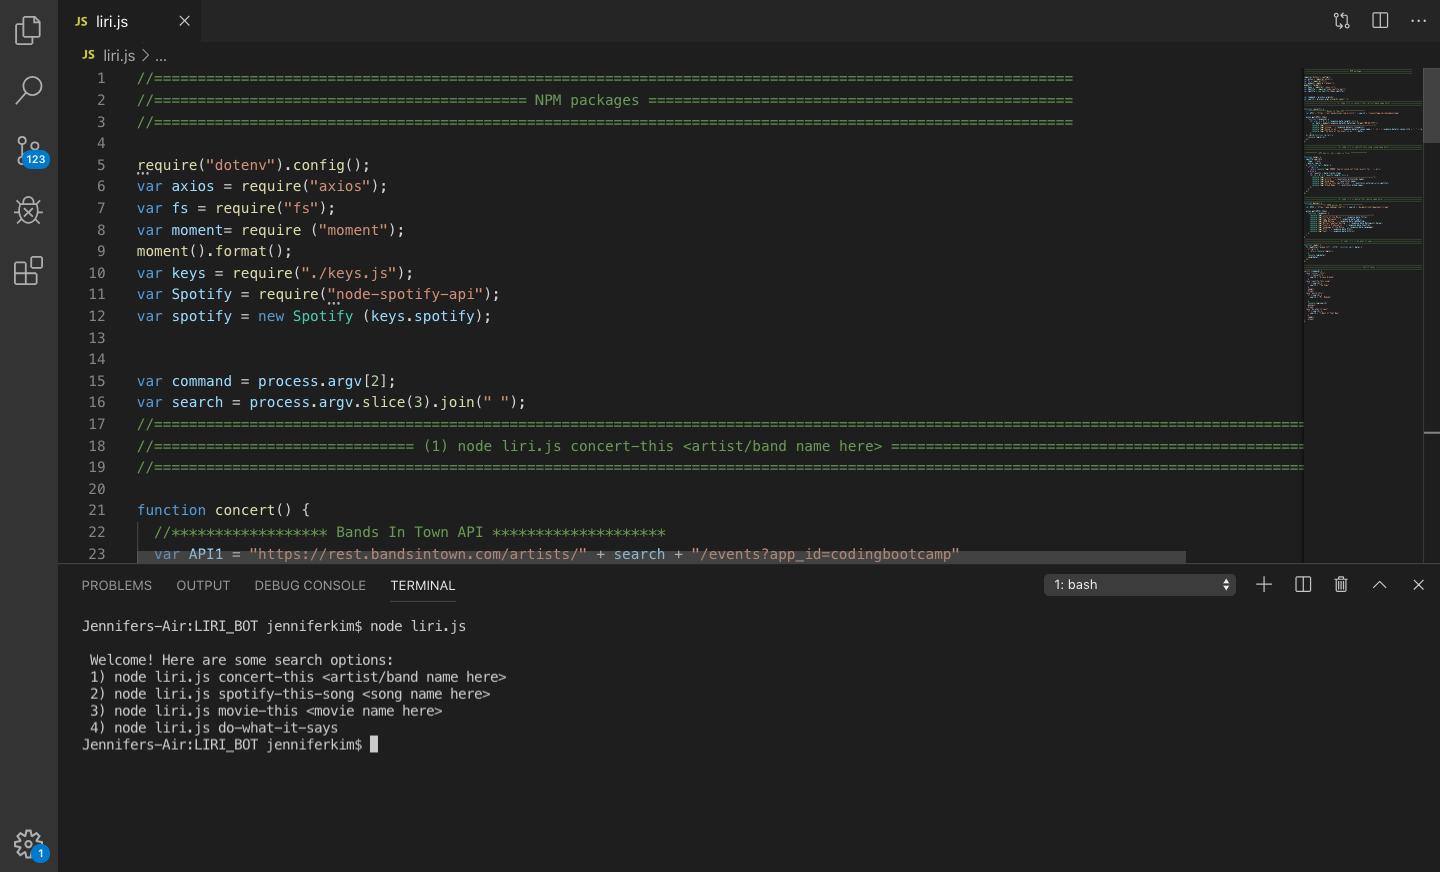 JS liri.js
JS liri.js > ...
1 //==========================================================================================================
2 //=========================================== NPM packages =================================================
3 //==========================================================================================================
4
5 require("dotenv").config();
6 var axios = require("axios");
7 var fs = require("fs");
8 var moment= require ("moment");
9 moment().format();
10 var keys = require("./keys.js");
11 var Spotify = require("node-spotify-api");
12 var spotify = new Spotify (keys.spotify);
13
14
15 var command = process.argv[2];
16 var search = process.argv.slice(3).join(" ");
17 //=====================================================================================================================================
18 //============================== (1) node liri.js concert-this <artist/band name here> ================================================
19 //=====================================================================================================================================
20
21 function concert() {
22 //****************** Bands In Town API ********************
23 var API1 = "https://rest.bandsintown.com/artists/" + search + "/events?app_id=codingbootcamp"
123
PROBLEMS OUTPUT DEBUG CONSOLE TERMINAL 1: bash
Jennifers-Air:LIRI_BOT jenniferkim$ node liri.js
Welcome! Here are some search options:
1) node liri.js concert-this <artist/band name here>
2) node liri.js spotify-this-song <song name here>
3) node liri.js movie-this <movie name here>
4) node liri.js do-what-it-says
Jennifers-Air:LIRI_BOT jenniferkim$
1